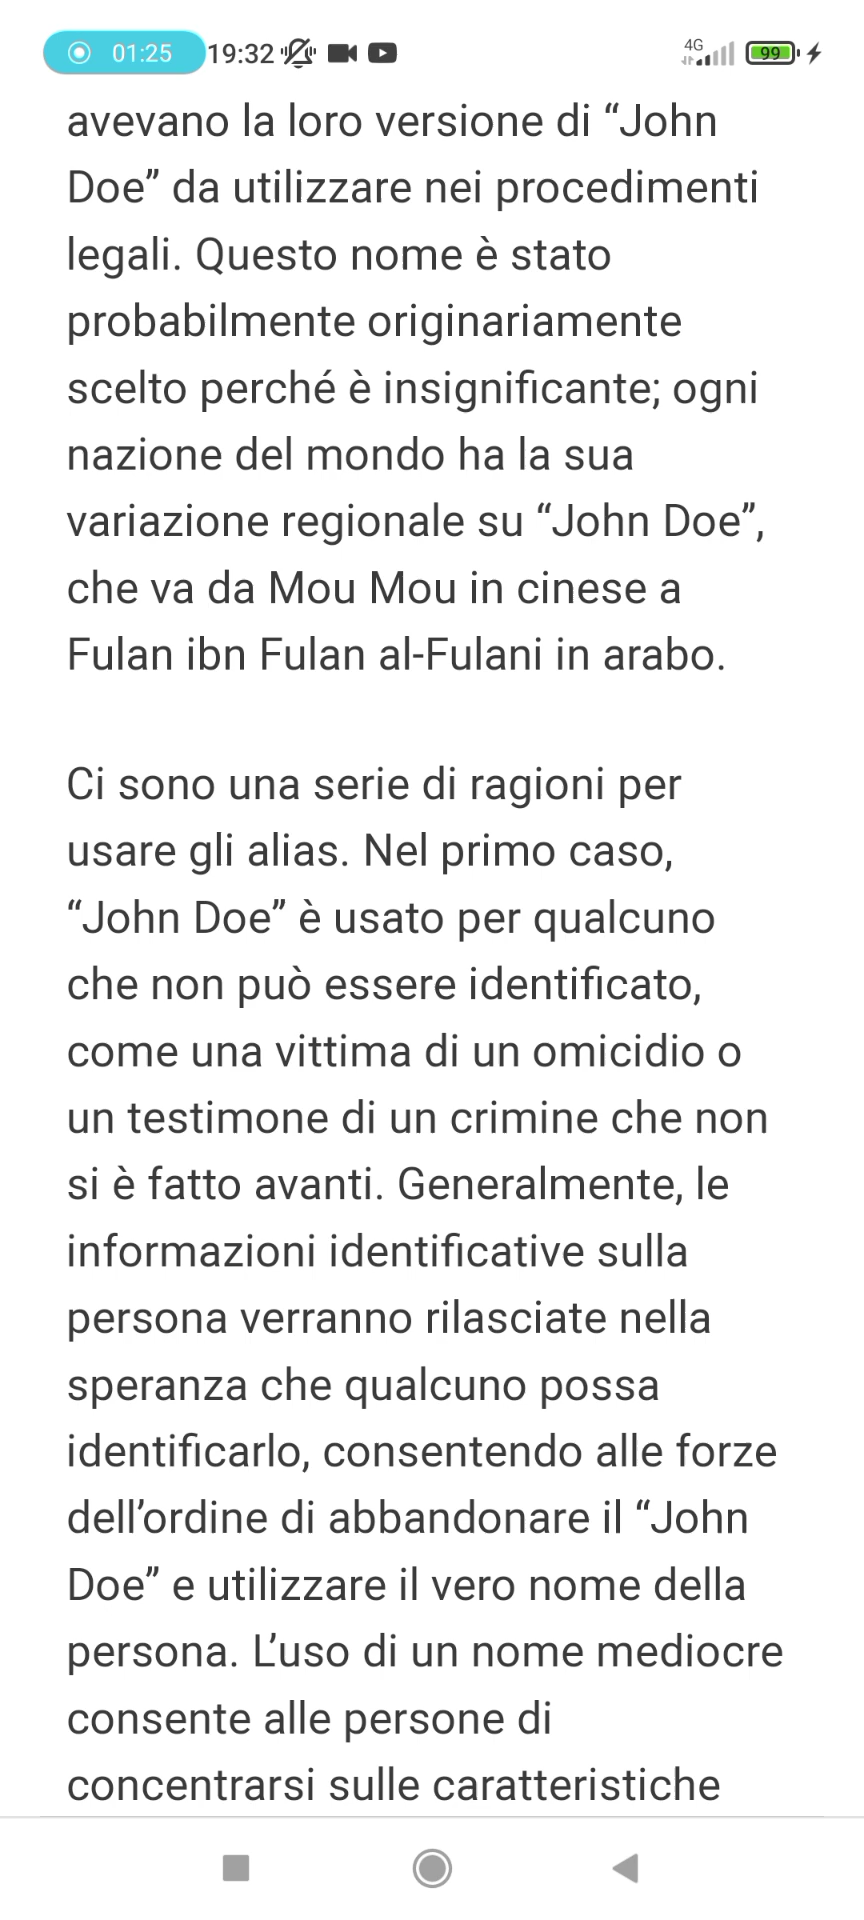 01:25 19:32 4G 99
avevano la loro versione di “John
Doe” da utilizzare nei procedimenti
legali. Questo nome è stato
probabilmente originariamente
scelto perché è insignificante; ogni
nazione del mondo ha la sua
variazione regionale su “John Doe”,
che va da Mou Mou in cinese a
Fulan ibn Fulan al-Fulani in arabo.
Ci sono una serie di ragioni per
usare gli alias. Nel primo caso,
“John Doe” è usato per qualcuno
che non può essere identificato,
come una vittima di un omicidio o
un testimone di un crimine che non
si è fatto avanti. Generalmente, le
informazioni identificative sulla
persona verranno rilasciate nella
speranza che qualcuno possa
identificarlo, consentendo alle forze
dell’ordine di abbandonare il “John
Doe” e utilizzare il vero nome della
persona. L’uso di un nome mediocre
consente alle persone di
concentrarsi sulle caratteristiche